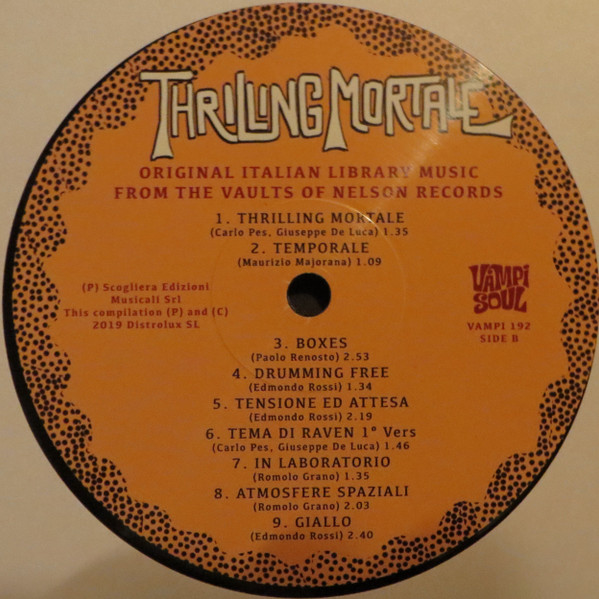 THRILLING MORTALE
ORIGINAL ITALIAN LIBRARY MUSIC
FROM THE VAULTS OF NELSON RECORDS
1. THRILLING MORTALE
(Carlo Pes, Giuseppe De Luca) 1.35
2. TEMPORALE
(Maurizio Majorana) 1.09
(P) Scogliera Edizioni
Musicali Srl
This compilation (P) and (C)
2019 Distrolux SL
VAMPI
SOUL
VAMPI 192
SIDE B
3. BOXES
(Paolo Renosto) 2.53
4. DRUMMING FREE
(Edmondo Rossi) 1.34
5. TENSIONE ED ATTESA
(Edmondo Rossi) 2.19
6. TEMA DI RAVEN 1° Vers
(Carlo Pes, Giuseppe De Luca) 1.46
7. IN LABORATORIO
(Romolo Grano) 1.35
8. ATMOSFERE SPAZIALI
(Romolo Grano) 2.03
9. GIALLO
(Edmondo Rossi) 2.40